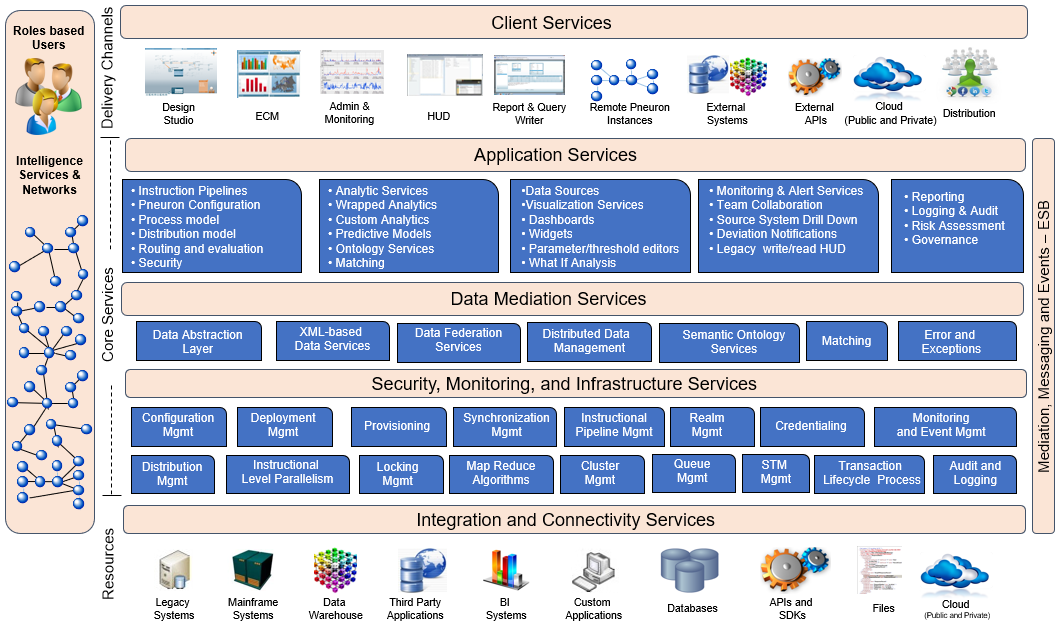 Roles based
Users
Intelligence
Services &
Networks
Delivery Channels
Client Services
Design
Studio
ECM
Admin &
Monitoring
HUD
Report & Query
Writer
Remote Pneuron
Instances
External
Systems
External
APIs
Cloud
(Public and Private)
Distribution
Core Services
Application Services
• Instruction Pipelines
• Pneuron Configuration
• Process model
• Distribution model
• Routing and evaluation
• Security
• Analytic Services
• Wrapped Analytics
• Custom Analytics
• Predictive Models
• Ontology Services
• Matching
•Data Sources
•Visualization Services
• Dashboards
• Widgets
• Parameter/threshold editors
• What If Analysis
• Monitoring & Alert Services
• Team Collaboration
• Source System Drill Down
• Deviation Notifications
• Legacy write/read HUD
• Reporting
• Logging & Audit
• Risk Assessment
• Governance
Data Mediation Services
Data Abstraction
Layer
XML-based
Data Services
Data Federation
Services
Distributed Data
Management
Semantic Ontology
Services
Matching
Error and
Exceptions
Security, Monitoring, and Infrastructure Services
Configuration
Mgmt
Deployment
Mgmt
Provisioning
Synchronization
Mgmt
Instructional
Pipeline Mgmt
Realm
Mgmt
Credentialing
Monitoring
and Event Mgmt
Distribution
Mgmt
Instructional
Level Parallelism
Locking
Mgmt
Map Reduce
Algorithms
Cluster
Mgmt
Queue
Mgmt
STM
Mgmt
Transaction
Lifecycle Process
Audit and
Logging
Mediation, Messaging and Events – ESB
Resources
Integration and Connectivity Services
Legacy
Systems
Mainframe
Systems
Data
Warehouse
Third Party
Applications
BI
Systems
Custom
Applications
Databases
APIs and
SDKs
Files
Cloud
(Public and Private)